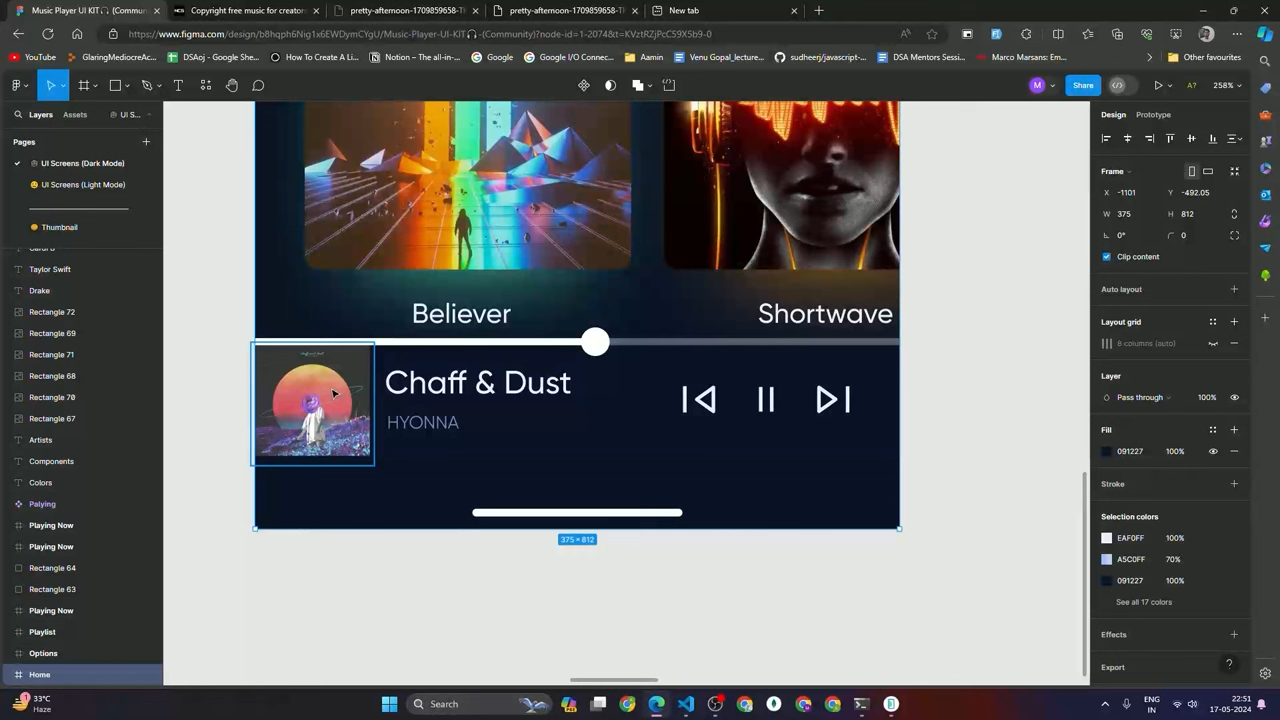 Music Player UI KIT (Commun
Copyright free music for creators
pretty-afternoon-1709859658-Th
pretty-afternoon-1709859658-Th
New tab
https://www.figma.com/design/b8hqph6Nig1x6EWDymCYgU/Music-Player-UI-KIT-(Community)?node-id=1-2074&t=KVztRZjPcC59X5b9-0
YouTube
GlaringMediocreAc...
DSAoj - Google She...
How To Create A Li...
Notion – The all-in-...
Google
Google I/O Connec...
Aamin
Venu Gopal_lecture...
sudheerj/javascript-...
DSA Mentors Sessi...
Marco Marsans: Em...
Other favourites
M
Share
A?
258%
Layers
Assets
UI S...
Pages
UI Screens (Dark Mode)
UI Screens (Light Mode)
Thumbnail
Taylor Swift
Drake
Rectangle 72
Rectangle 69
Rectangle 71
Rectangle 68
Rectangle 70
Rectangle 67
Artists
Components
Colors
Palying
Playing Now
Playing Now
Rectangle 64
Rectangle 63
Playing Now
Playlist
Options
Home
Believer
Shortwave
Chaff & Dust
HYONNA
375 × 812
Design
Prototype
Frame
X -1101
Y -492.05
W 375
H 812
0°
0
Clip content
Auto layout
Layout grid
8 columns (auto)
Layer
Pass through
100%
Fill
091227 100%
Stroke
Selection colors
EAF0FF 100%
A5C0FF 70%
091227 100%
See all 17 colors
Effects
Export
?
1
33°C
Haze
Search
ENG
IN
22:51
17-05-2024